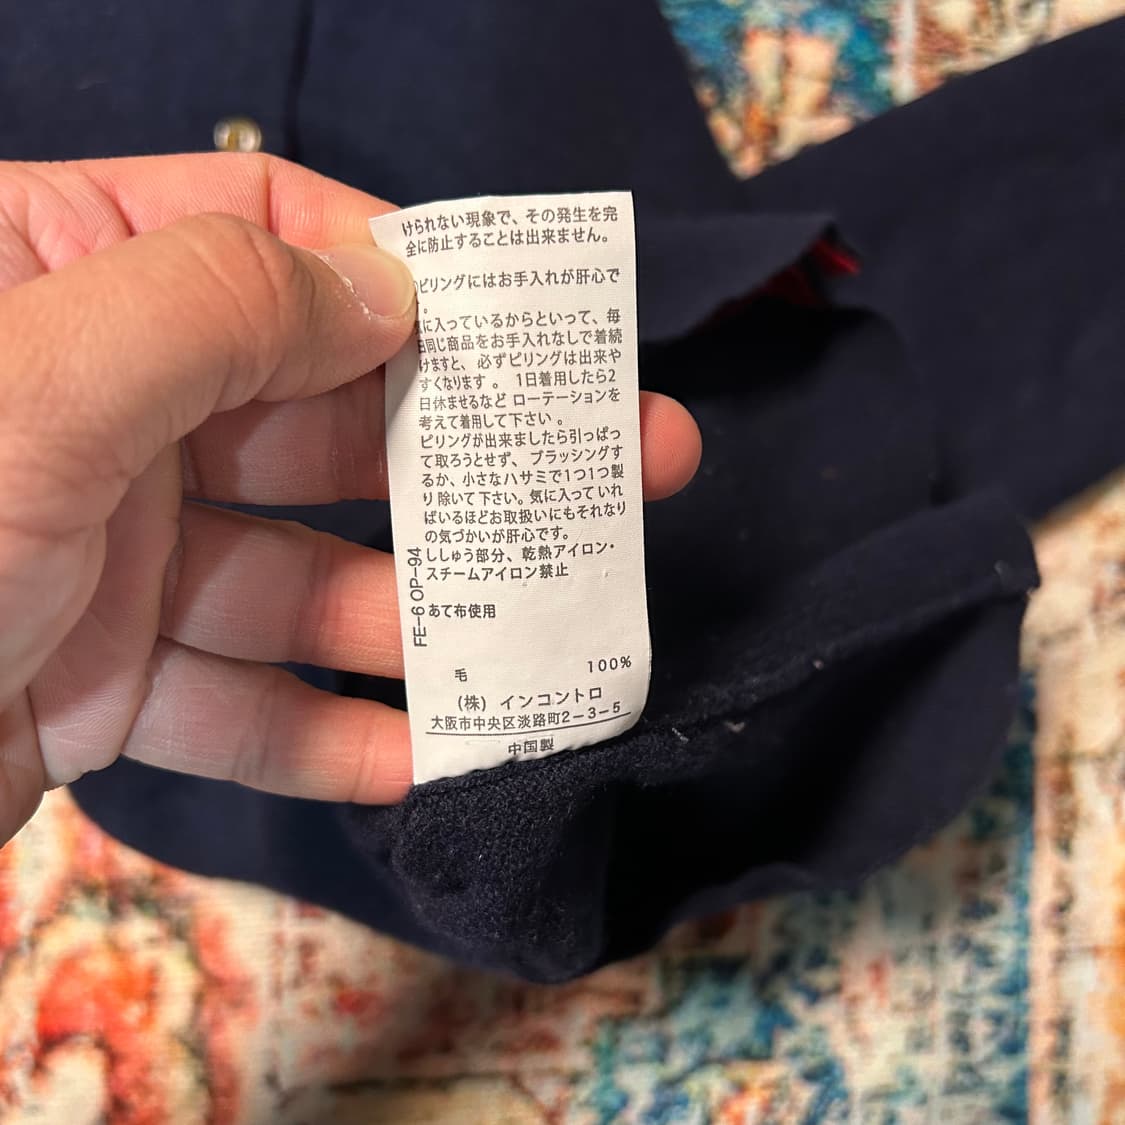 けられない現象で、その発生を完
全に防止することは出来ません。
ピリングにはお手入れが肝心で
。
に入っているからといって、毎
日同じ商品をお手入れなしで着続
けますと、必ずピリングは出来や
すくなります。 1日着用したら2
日休ませるなど ローテーションを
考えて着用して下さい。
ピリングが出来ましたら引っぱっ
て取ろうとせず、ブラッシングす
るか、小さなハサミで1つ1つ製
り除いて下さい。気に入っていれ
ばいるほどお取扱いにもそれなり
の気づかいが肝心です。
ししゅう部分、乾熱アイロン・
スチームアイロン禁止
あて布使用
FE-6 OP-94
毛 100%
(株) インコントロ
大阪市中央区淡路町2-3-5
中国製